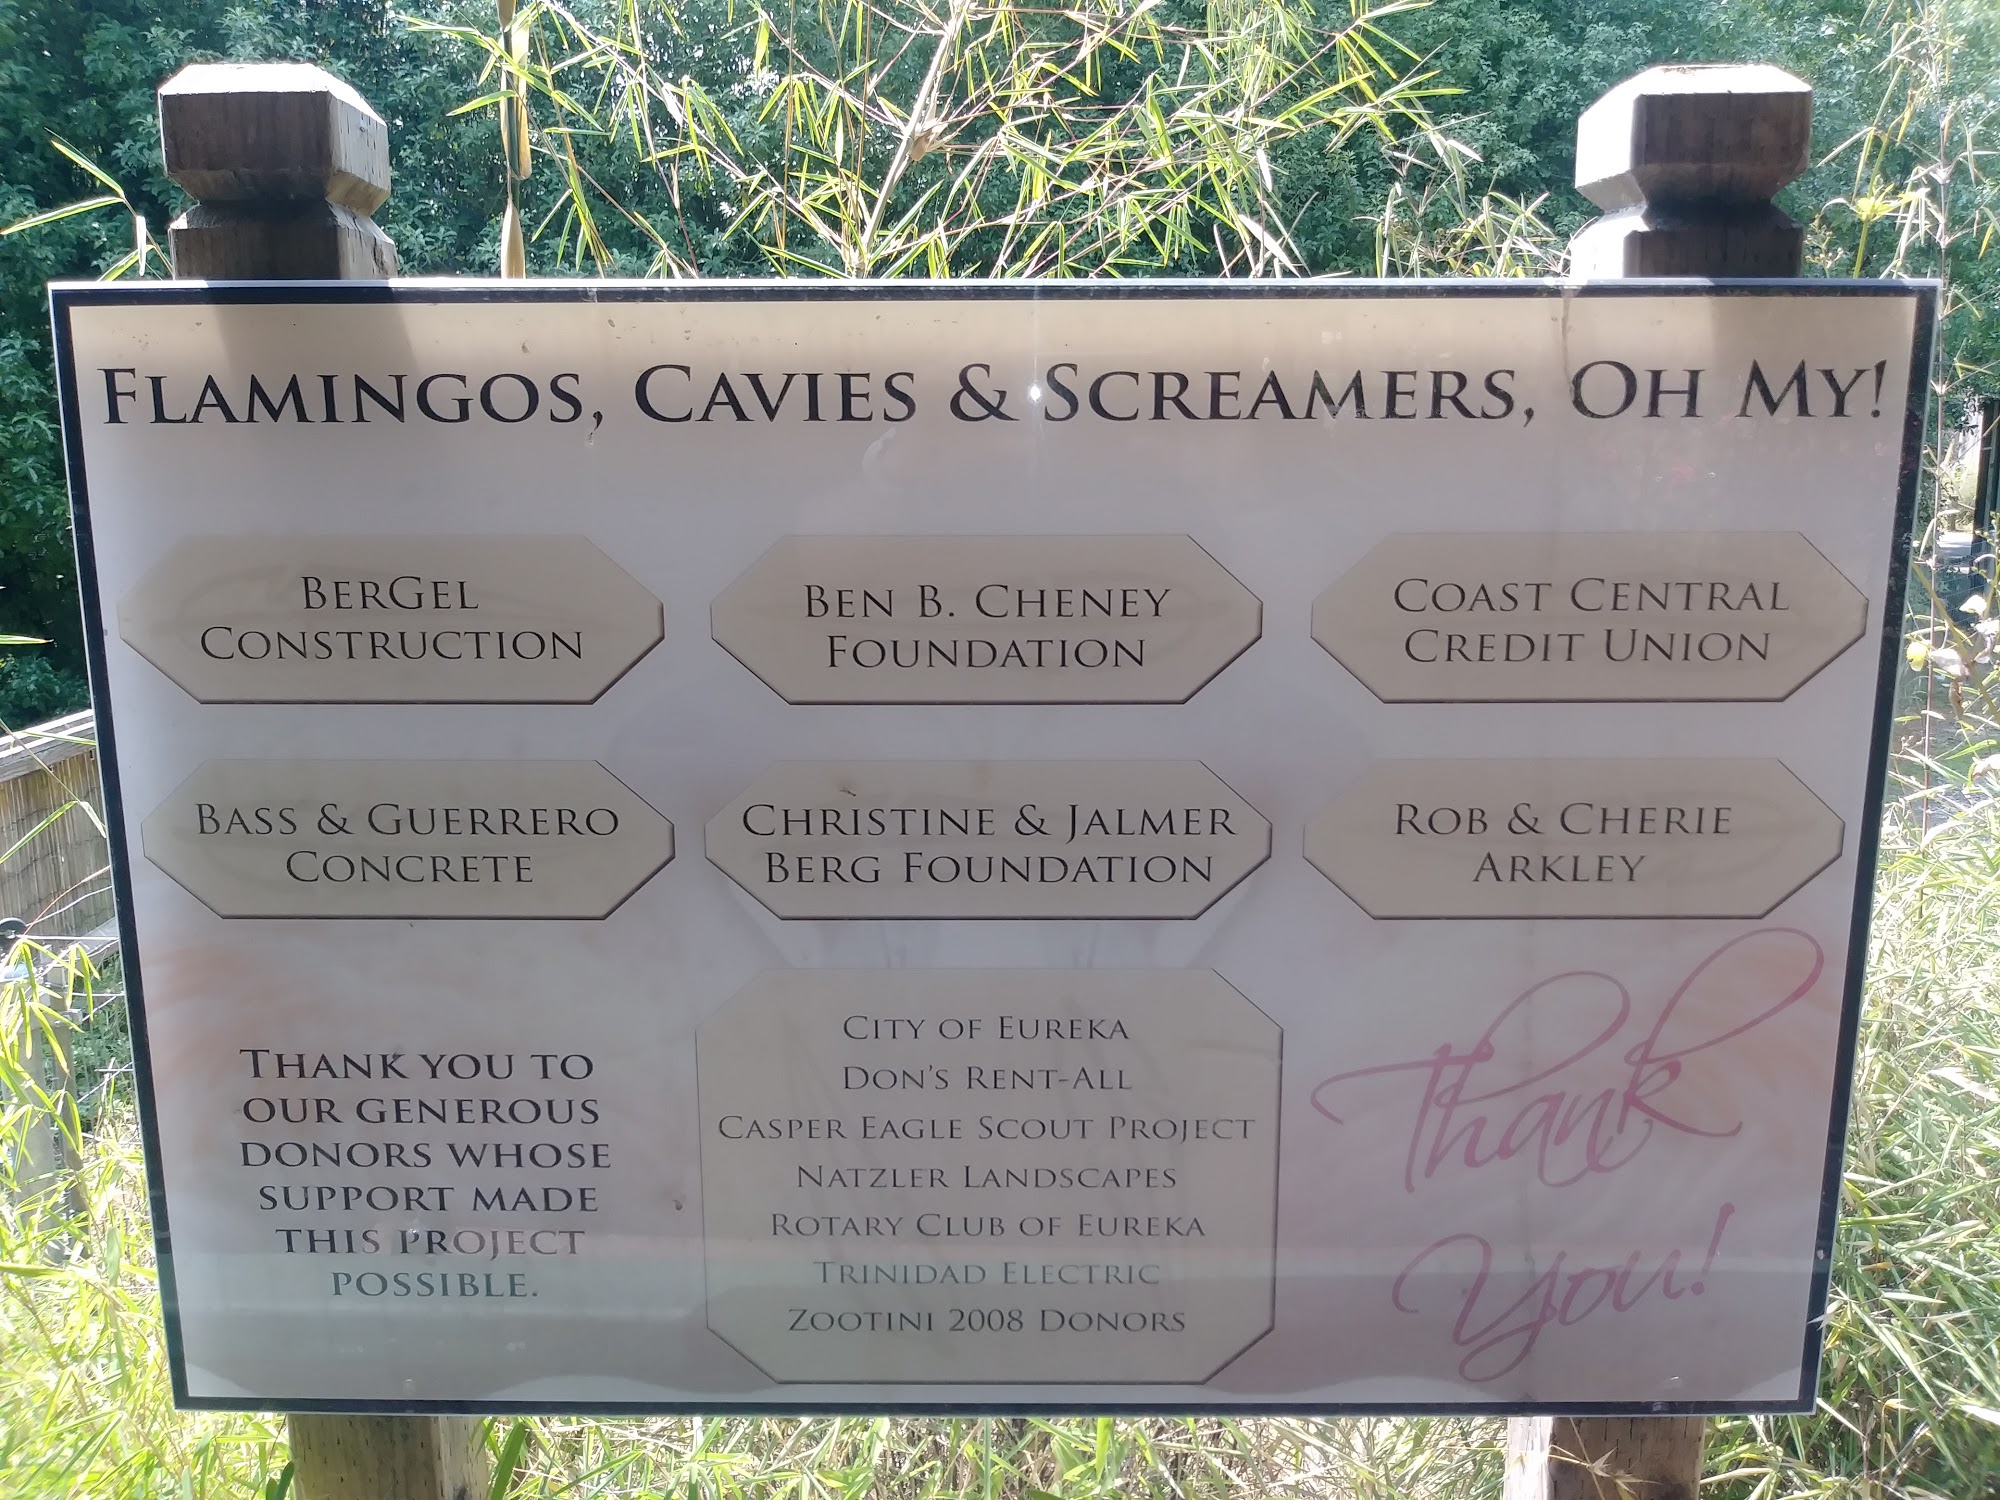 FLAMINGOS, CAVIES & SCREAMERS, OH MY!
BERGEL
CONSTRUCTION
BEN B. CHENEY
FOUNDATION
COAST CENTRAL
CREDIT UNION
BASS & GUERRERO
CONCRETE
CHRISTINE & JALMER
BERG FOUNDATION
ROB & CHERIE
ARKLEY
THANK YOU TO
OUR GENEROUS
DONORS WHOSE
SUPPORT MADE
THIS PROJECT
POSSIBLE.
CITY OF EUREKA
DON'S RENT-ALL
CASPER EAGLE SCOUT PROJECT
NATZLER LANDSCAPES
ROTARY CLUB OF EUREKA
TRINIDAD ELECTRIC
ZOOTINI 2008 DONORS
Thank
You!